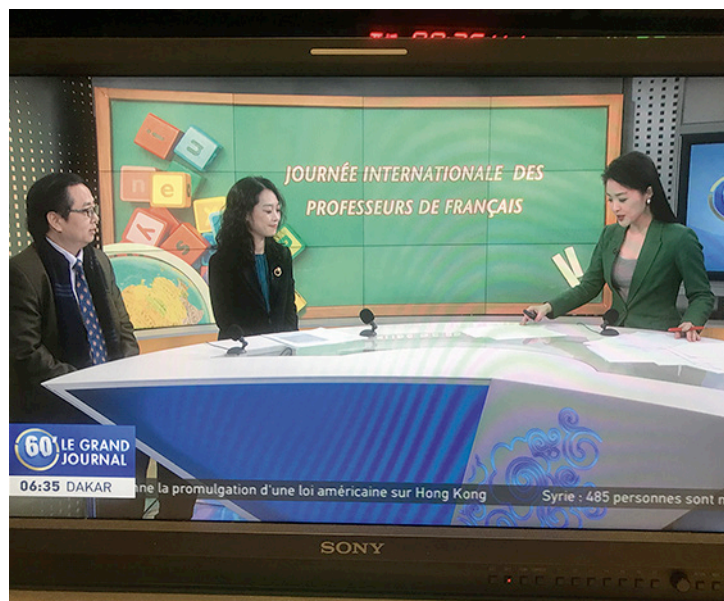 JOURNÉE INTERNATIONALE DES
PROFESSEURS DE FRANÇAIS
60'
LE GRAND
JOURNAL
06:35 DAKAR
la promulgation d'une loi américaine sur Hong Kong
Syrie : 485 personnes sont
SONY